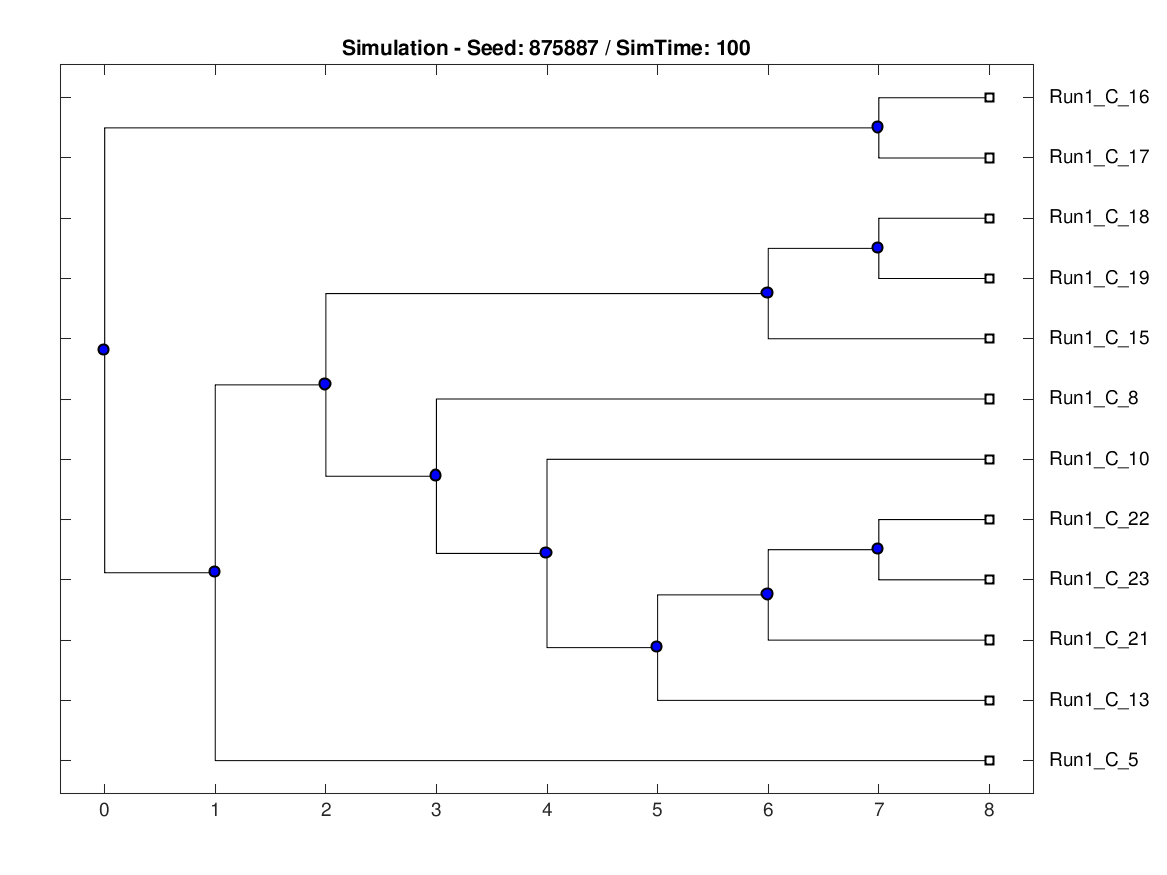 Simulation - Seed: 875887 / SimTime: 100
Run1_C_16
Run1_C_17
Run1_C_18
Run1_C_19
Run1_C_15
Run1_C_8
Run1_C_10
Run1_C_22
Run1_C_23
Run1_C_21
Run1_C_13
Run1_C_5
0 1 2 3 4 5 6 7 8